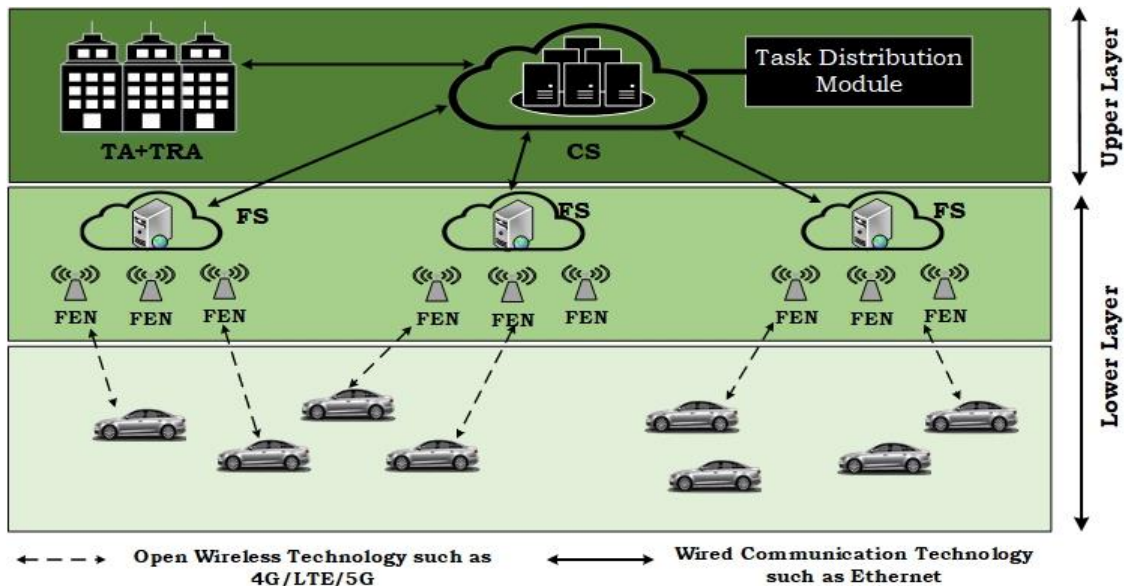 Task Distribution
Module
TA+TRA
CS
Upper Layer
FS
FS
FS
FEN
FEN
FEN
FEN
FEN
FEN
FEN
FEN
FEN
Lower Layer
Open Wireless Technology such as
4G/LTE/5G
Wired Communication Technology
such as Ethernet